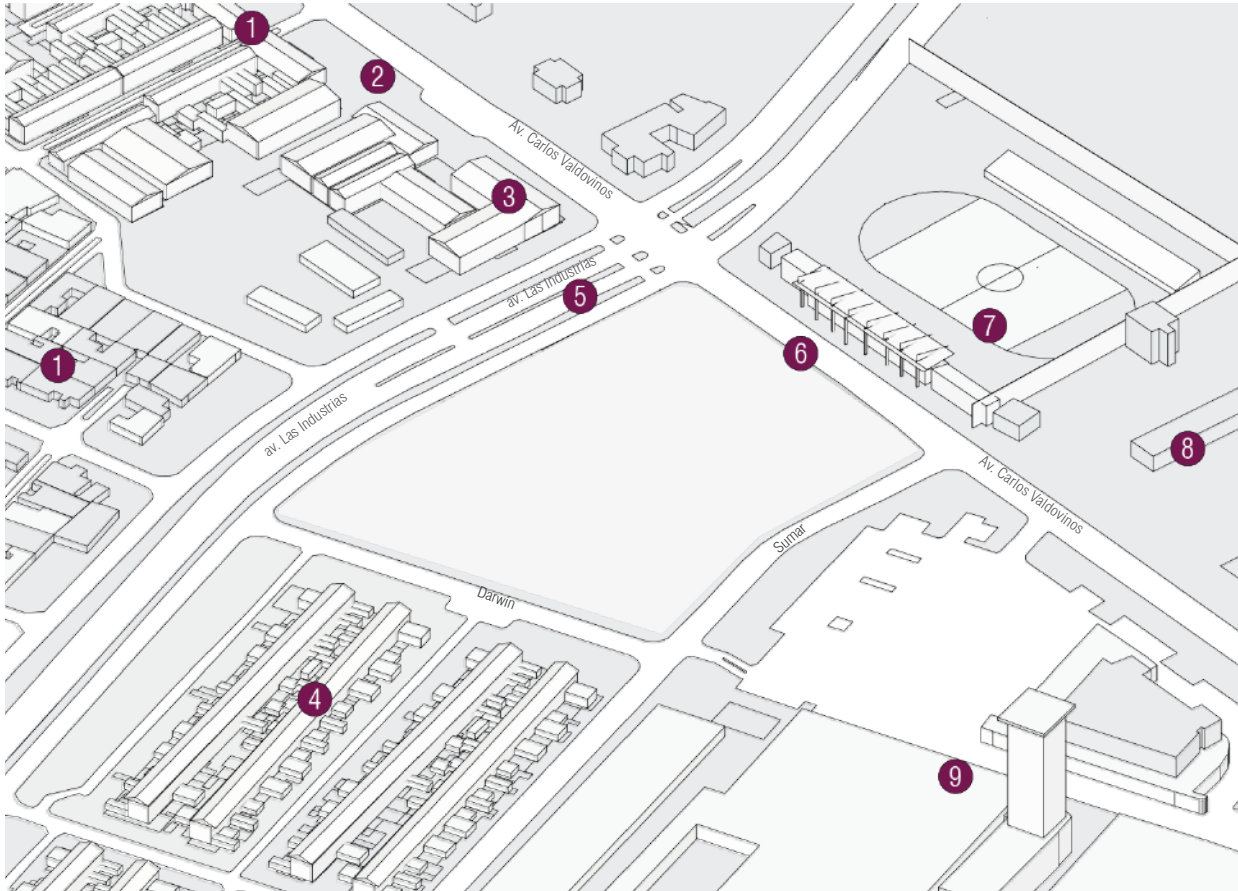 1
2
Av. Carlos Valdovinos
3
av. Las Industrias
5
6
7
1
av. Las Industrias
8
Av. Carlos Valdovinos
Sumar
Darwin
4
9